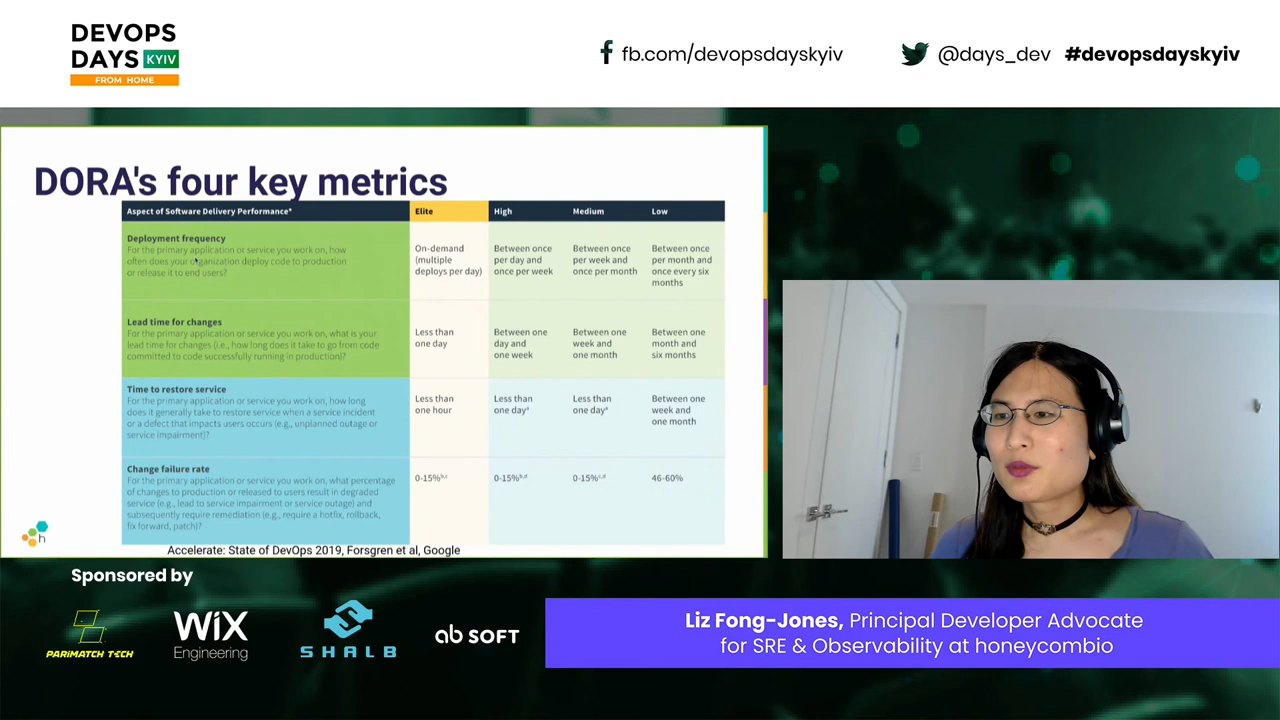 DEVOPS
DAYS KYIV
FROM HOME
fb.com/devopsdayskyiv
@days_dev #devopsdayskyiv
DORA's four key metrics
Aspect of Software Delivery Performance* Elite High Medium Low
Deployment frequency
For the primary application or service you work on, how
often does your organization deploy code to production
or release it to end users?
On-demand
(multiple
deploys per day)
Between once
per day and
once per week
Between once
per week and
once per month
Between once
per month and
once every six
months
Lead time for changes
For the primary application or service you work on, what is your
lead time for changes (i.e., how long does it take to go from code
committed to code successfully running in production)?
Less than
one day
Between one
day and
one week
Between one
week and
one month
Between one
month and
six months
Time to restore service
For the primary application or service you work on, how long
does it generally take to restore service when a service incident
or a defect that impacts users occurs (e.g., unplanned outage or
service impairment)?
Less than
one hour
Less than
one dayᵃ
Less than
one dayᵃ
Between one
week and
one month
Change failure rate
For the primary application or service you work on, what percentage
of changes to production or released to users result in degraded
service (e.g., lead to service impairment or service outage) and
subsequently require remediation (e.g., require a hotfix, rollback,
fix forward, patch)?
0-15%ᵇ,ᶜ
0-15%ᵇ,ᵈ
0-15%ᶜ,ᵈ
46-60%
h
Accelerate: State of DevOps 2019, Forsgren et al, Google
Sponsored by
PARIMATCH TECH
WiX
Engineering
SHALB
ab SOFT
Liz Fong-Jones, Principal Developer Advocate
for SRE & Observability at honeycombio